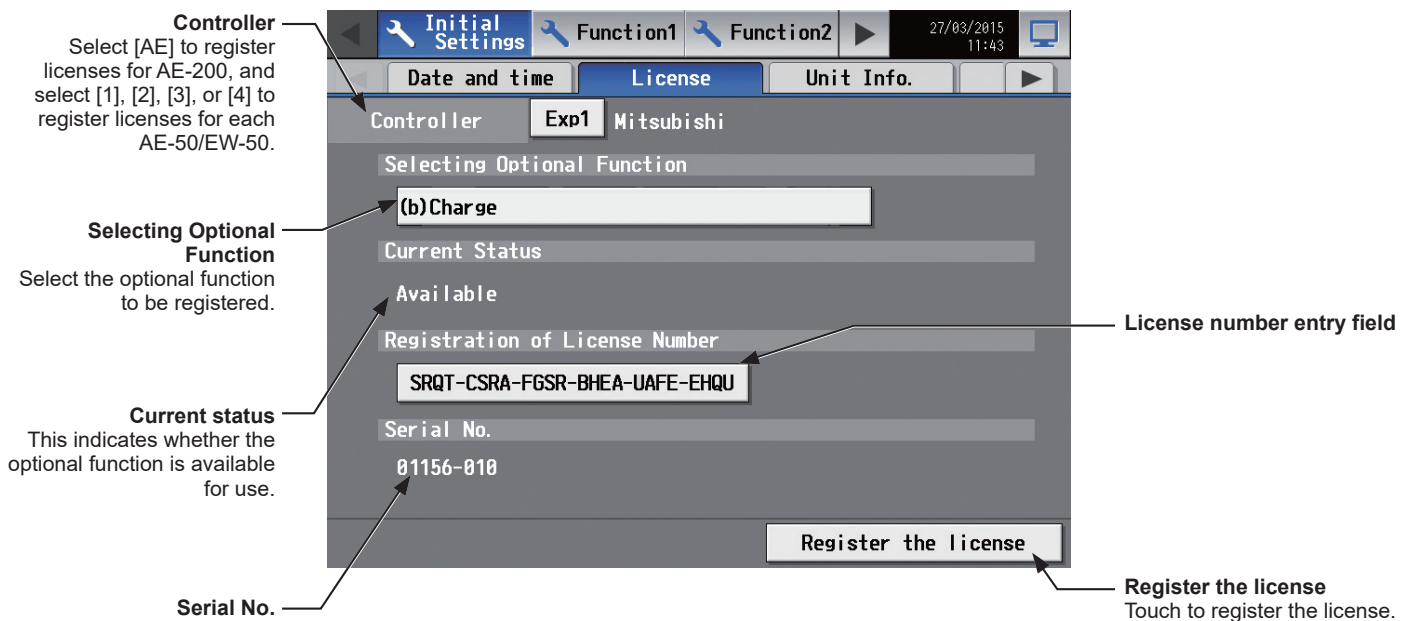 Controller
Select [AE] to register
licenses for AE-200, and
select [1], [2], [3], or [4] to
register licenses for each
AE-50/EW-50.
Selecting Optional
Function
Select the optional function
to be registered.
Current status
This indicates whether the
optional function is available
for use.
Serial No.
Initial
Settings
Function1
Function2
27/03/2015
11:43
Date and time
License
Unit Info.
Controller
Exp1
Mitsubishi
Selecting Optional Function
(b)Charge
Current Status
Available
Registration of License Number
SRQT-CSRA-FGSR-BHEA-UAFE-EHQU
Serial No.
01156-010
Register the license
License number entry field
Register the license
Touch to register the license.